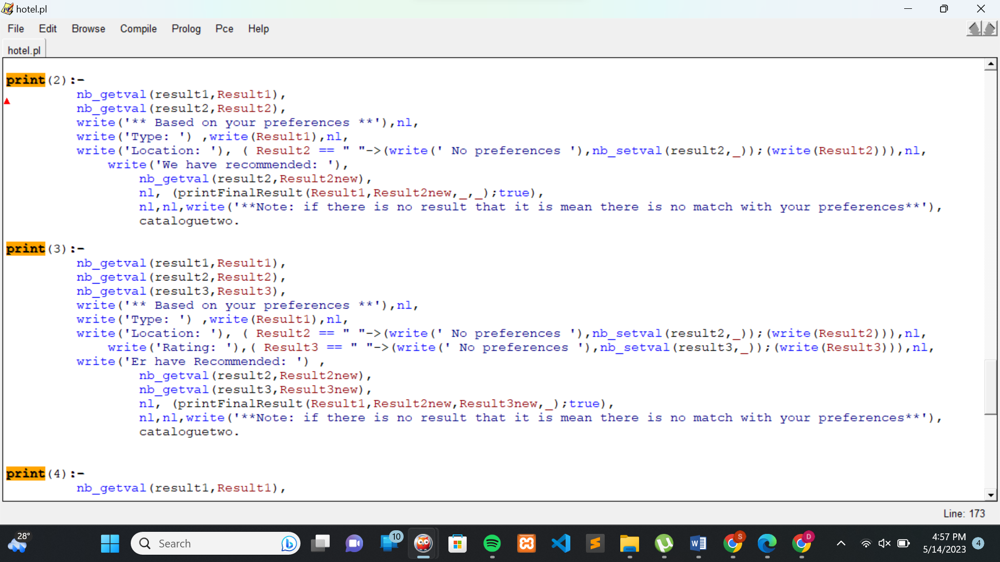 hotel.pl
File Edit Browse Compile Prolog Pce Help
hotel.pl
print(2):-
nb_getval(result1,Result1),
nb_getval(result2,Result2),
write('** Based on your preferences **'),nl,
write('Type: ') ,write(Result1),nl,
write('Location: '), ( Result2 == " "->(write(' No preferences '),nb_setval(result2,_));(write(Result2))),nl,
write('We have recommended: '),
nb_getval(result2,Result2new),
nl, (printFinalResult(Result1,Result2new,_,_);true),
nl,nl,write('**Note: if there is no result that it is mean there is no match with your preferences**'),
cataloguetwo.
print(3):-
nb_getval(result1,Result1),
nb_getval(result2,Result2),
nb_getval(result3,Result3),
write('** Based on your preferences **'),nl,
write('Type: ') ,write(Result1),nl,
write('Location: '), ( Result2 == " "->(write(' No preferences '),nb_setval(result2,_));(write(Result2))),nl,
write('Rating: '),( Result3 == " "->(write(' No preferences '),nb_setval(result3,_));(write(Result3))),nl,
write('Er have Recommended: ') ,
nb_getval(result2,Result2new),
nb_getval(result3,Result3new),
nl, (printFinalResult(Result1,Result2new,Result3new,_);true),
nl,nl,write('**Note: if there is no result that it is mean there is no match with your preferences**'),
cataloguetwo.
print(4):-
nb_getval(result1,Result1),
Line: 173
28°
Search
10
S
D
4:57 PM
5/14/2023
4